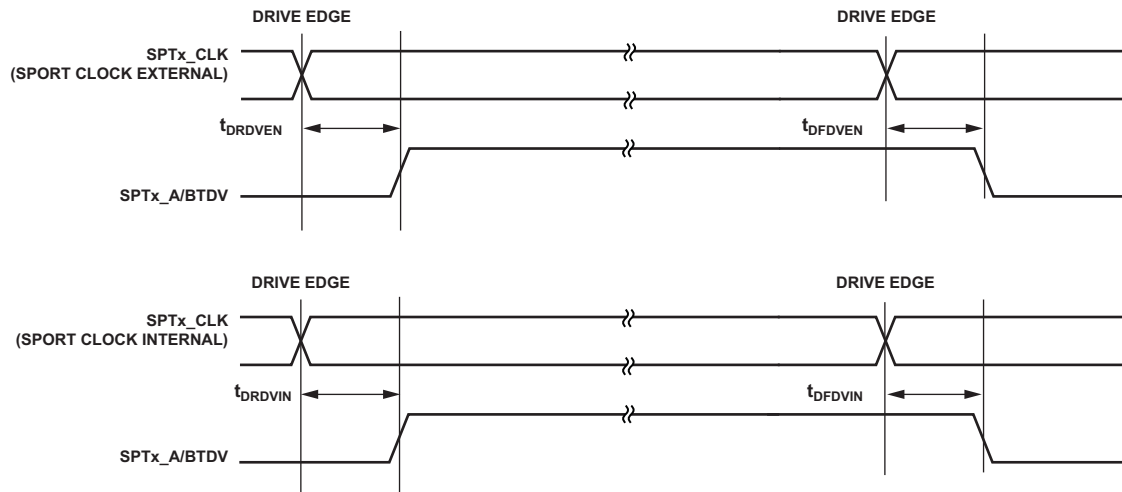 DRIVE EDGE DRIVE EDGE
SPTx_CLK
(SPORT CLOCK EXTERNAL)
tDRDVEN tDFDVEN
SPTx_A/BTDV
DRIVE EDGE DRIVE EDGE
SPTx_CLK
(SPORT CLOCK INTERNAL)
tDRDVIN tDFDVIN
SPTx_A/BTDV